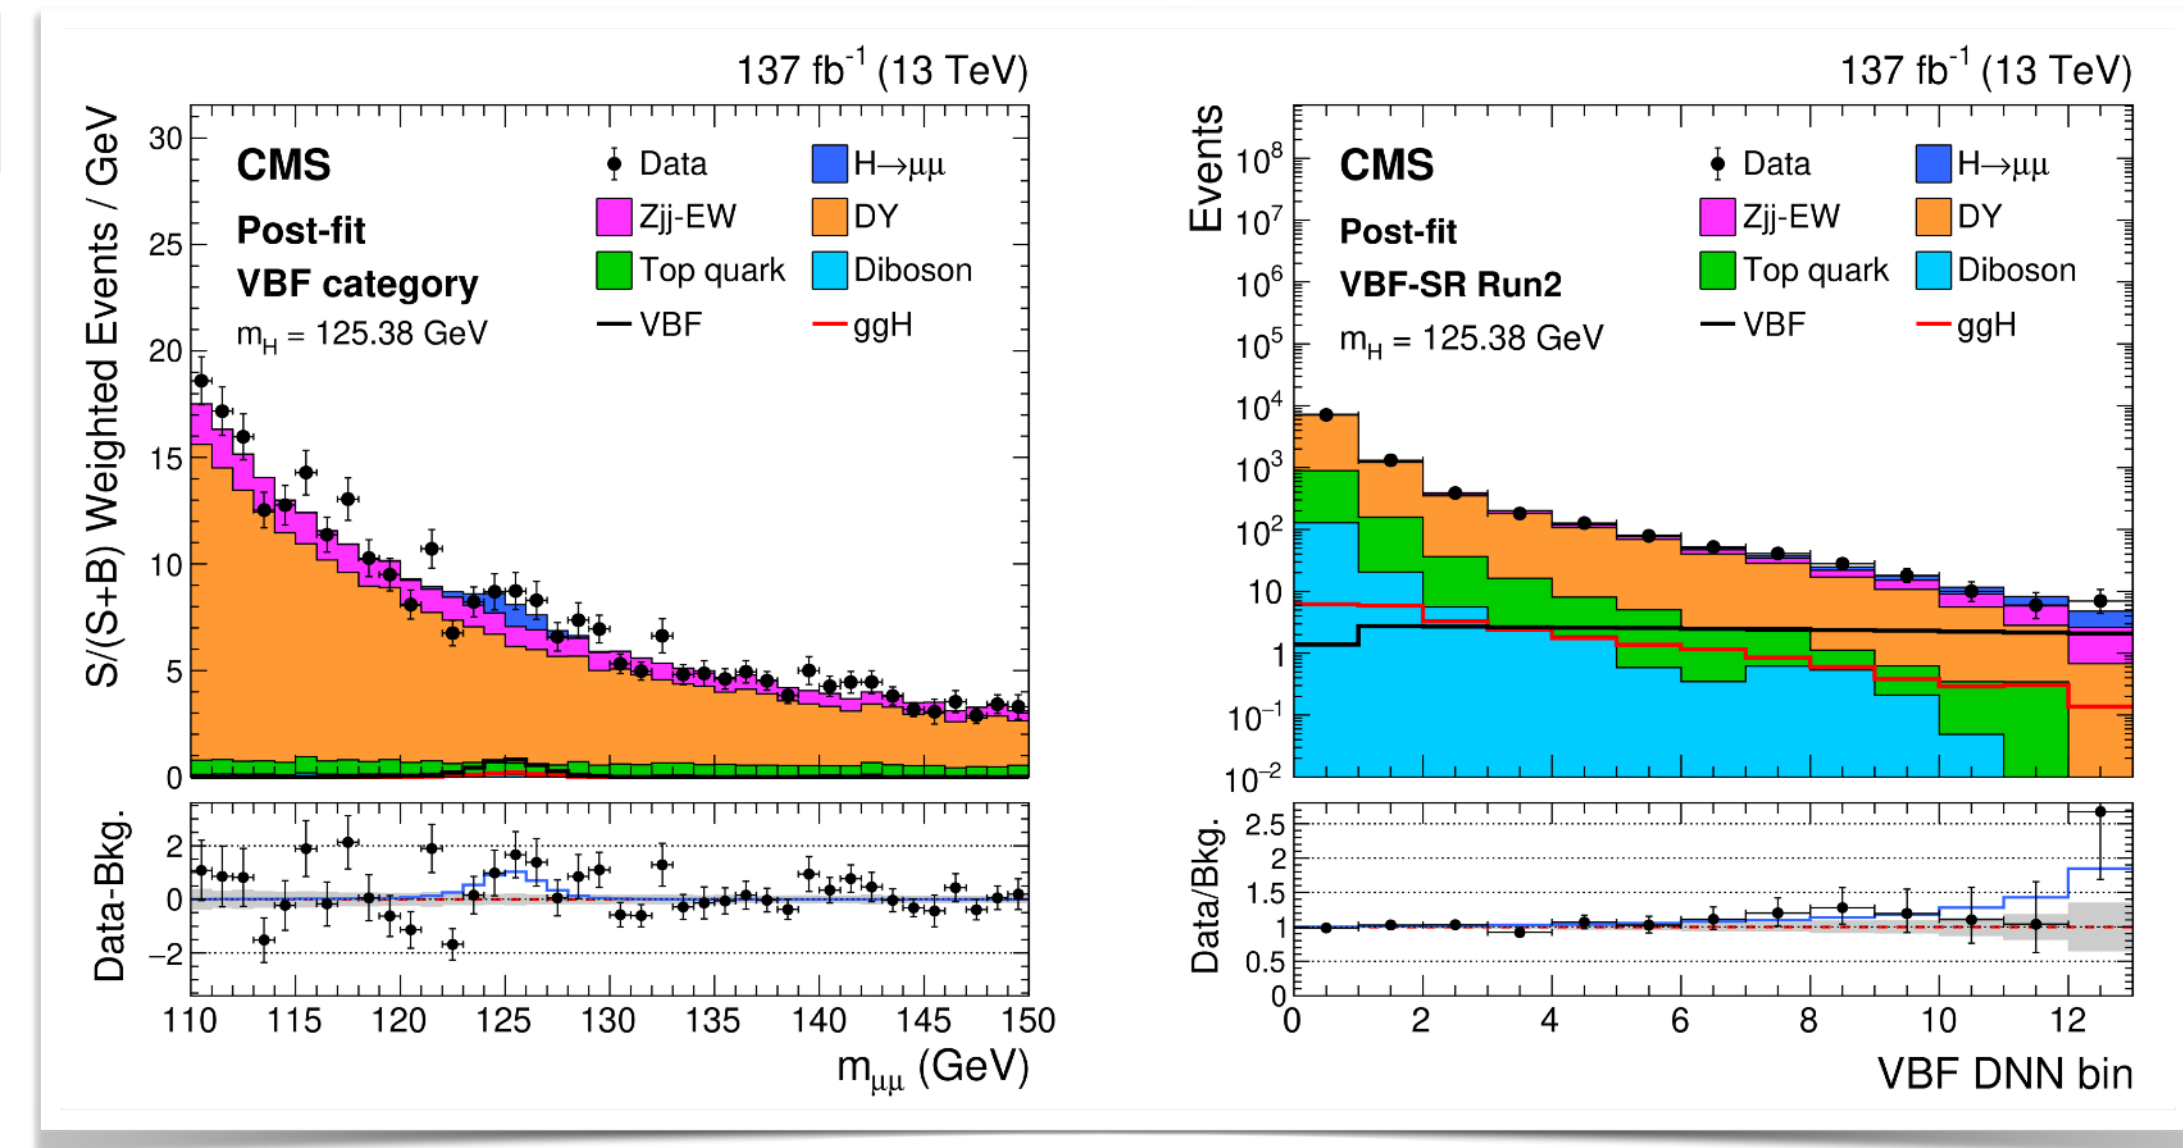 137 fb⁻¹ (13 TeV)
S/(S+B) Weighted Events / GeV
30
25
20
15
10
5
0
CMS
Post-fit
VBF category
m_H = 125.38 GeV
Data
H→μμ
Zjj-EW
DY
Top quark
Diboson
VBF
ggH
Data-Bkg.
2
0
−2
110 115 120 125 130 135 140 145 150
m_μμ (GeV)
137 fb⁻¹ (13 TeV)
Events
10⁸
10⁷
10⁶
10⁵
10⁴
10³
10²
10
1
10⁻¹
10⁻²
CMS
Post-fit
VBF-SR Run2
m_H = 125.38 GeV
Data
H→μμ
Zjj-EW
DY
Top quark
Diboson
VBF
ggH
Data/Bkg.
2.5
2
1.5
1
0.5
0
0 2 4 6 8 10 12
VBF DNN bin